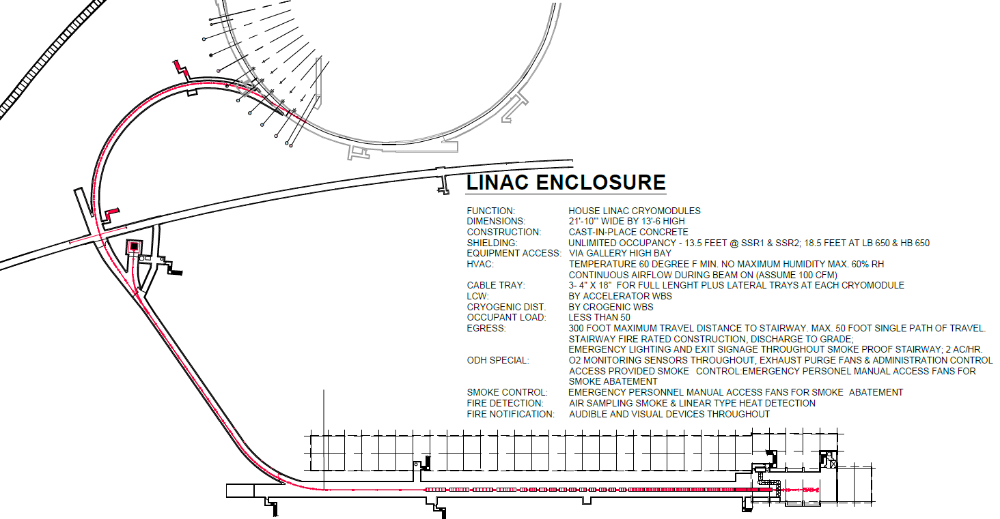 LINAC ENCLOSURE
FUNCTION: HOUSE LINAC CRYOMODULES
DIMENSIONS: 21'-10"' WIDE BY 13'-6 HIGH
CONSTRUCTION: CAST-IN-PLACE CONCRETE
SHIELDING: UNLIMITED OCCUPANCY - 13.5 FEET @ SSR1 & SSR2; 18.5 FEET AT LB 650 & HB 650
EQUIPMENT ACCESS: VIA GALLERY HIGH BAY
HVAC: TEMPERATURE 60 DEGREE F MIN. NO MAXIMUM HUMIDITY MAX. 60% RH
CONTINUOUS AIRFLOW DURING BEAM ON (ASSUME 100 CFM)
CABLE TRAY: 3- 4" X 18" FOR FULL LENGHT PLUS LATERAL TRAYS AT EACH CRYOMODULE
LCW: BY ACCELERATOR WBS
CRYOGENIC DIST. BY CROGENIC WBS
OCCUPANT LOAD: LESS THAN 50
EGRESS: 300 FOOT MAXIMUM TRAVEL DISTANCE TO STAIRWAY. MAX. 50 FOOT SINGLE PATH OF TRAVEL.
STAIRWAY FIRE RATED CONSTRUCTION, DISCHARGE TO GRADE;
EMERGENCY LIGHTING AND EXIT SIGNAGE THROUGHOUT SMOKE PROOF STAIRWAY; 2 AC/HR.
ODH SPECIAL: O2 MONITORING SENSORS THROUGHOUT, EXHAUST PURGE FANS & ADMINISTRATION CONTROL
ACCESS PROVIDED SMOKE CONTROL:EMERGENCY PERSONEL MANUAL ACCESS FANS FOR
SMOKE ABATEMENT
SMOKE CONTROL: EMERGENCY PERSONNEL MANUAL ACCESS FANS FOR SMOKE ABATEMENT
FIRE DETECTION: AIR SAMPLING SMOKE & LINEAR TYPE HEAT DETECTION
FIRE NOTIFICATION: AUDIBLE AND VISUAL DEVICES THROUGHOUT